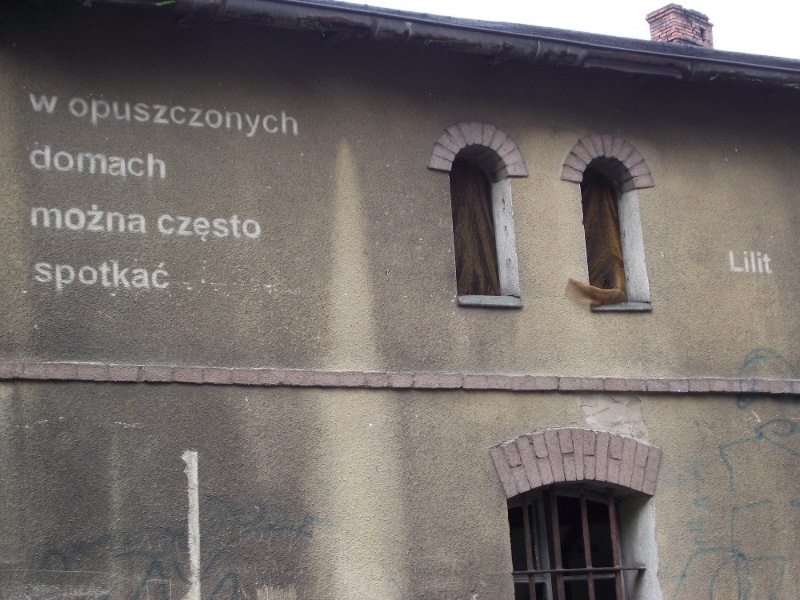 w opuszczonych
domach
można często
spotkać
Lilit